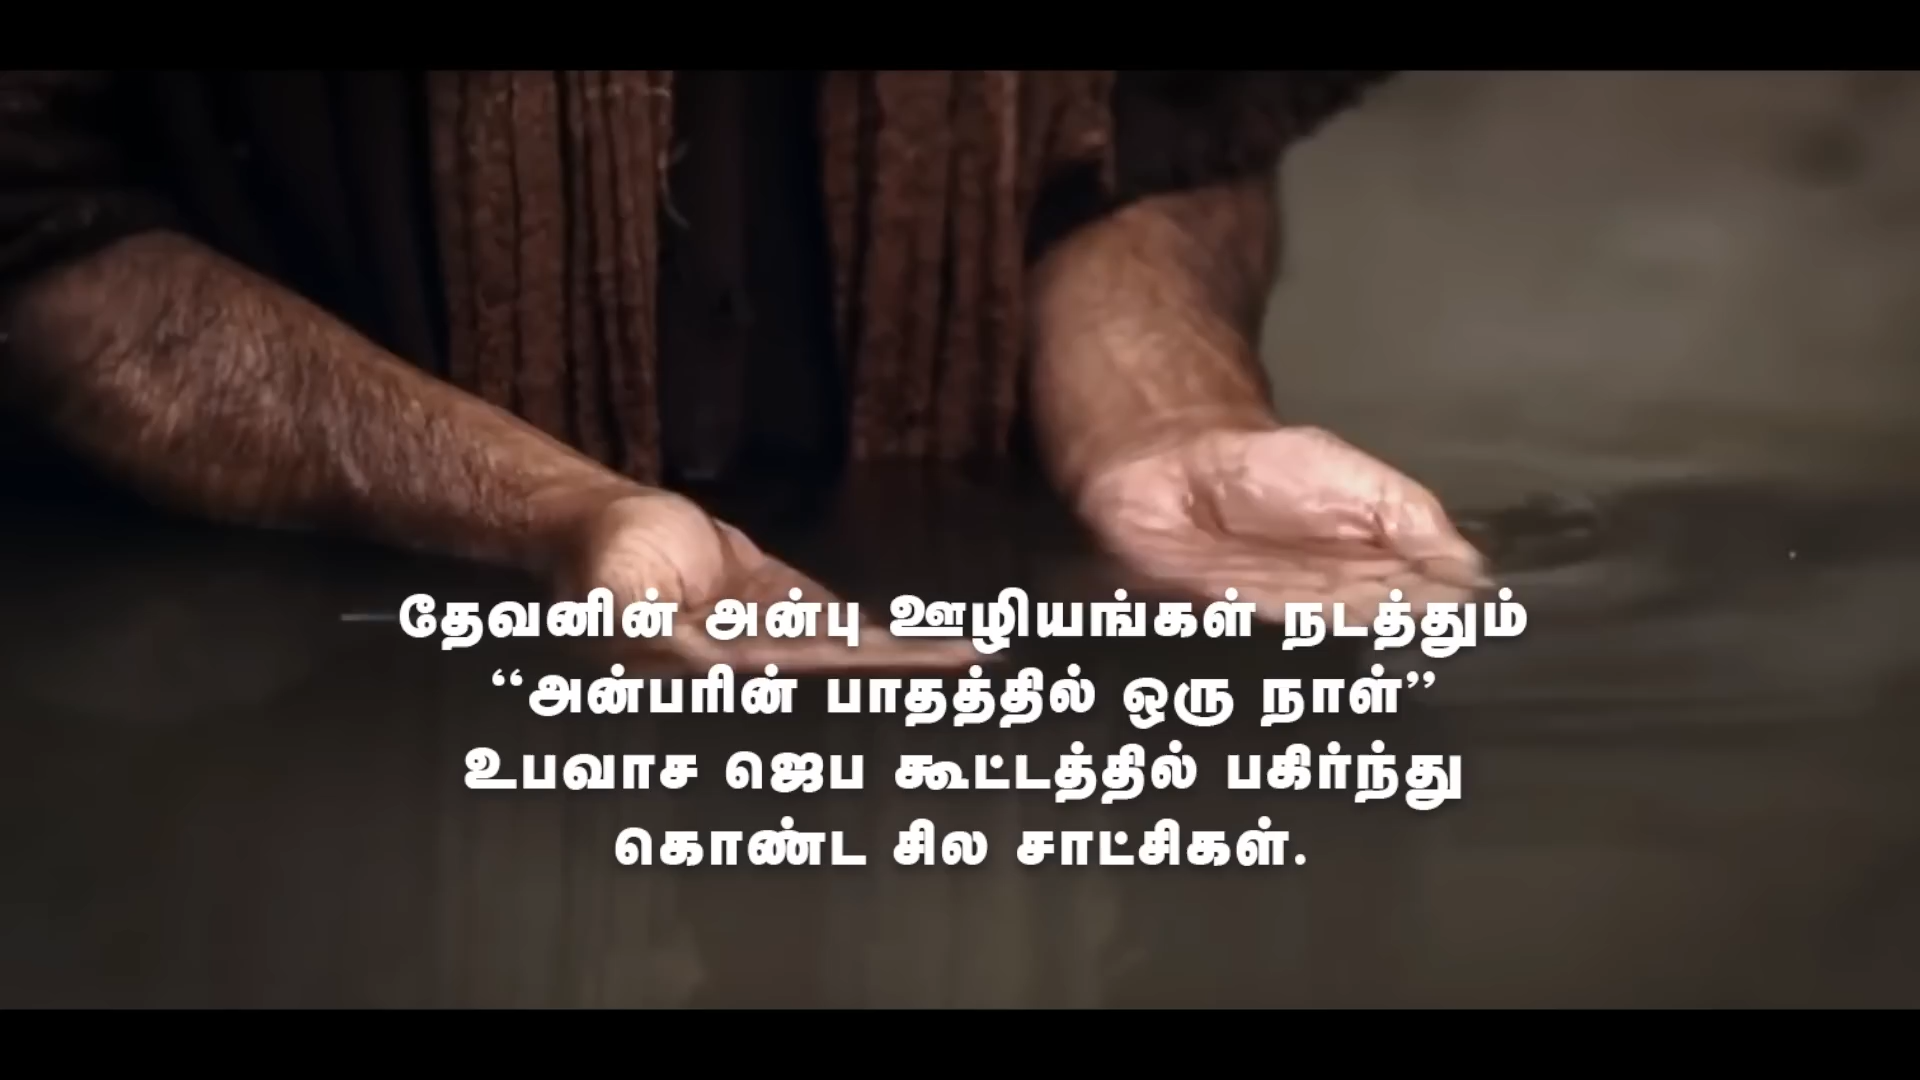 தேவனின் அன்பு ஊழியங்கள் நடத்தும்
“அன்பரின் பாதத்தில் ஒரு நாள்”
உபவாச ஜெப கூட்டத்தில் பகிர்ந்து
கொண்ட சில சாட்சிகள்.